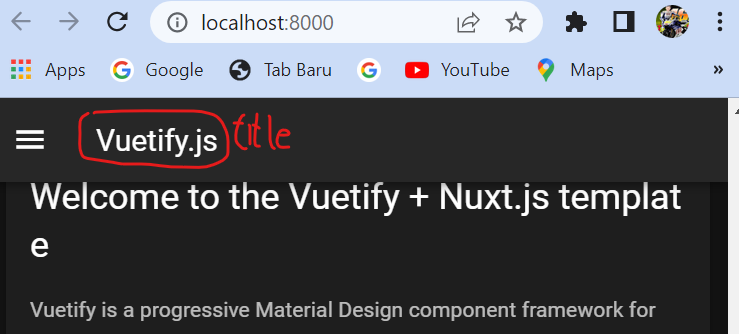 localhost:8000
Apps Google Tab Baru YouTube Maps »
Vuetify.js title
Welcome to the Vuetify + Nuxt.js templat
e
Vuetify is a progressive Material Design component framework for